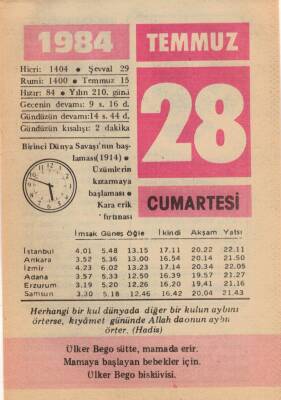 1984
TEMMUZ
28
CUMARTESİ
Hicri: 1404 ● Şevval 29
Rumi: 1400 ● Temmuz 15
Hızır: 84 ● Yılın 210. günü
Gecenin devamı: 9 s. 16 d.
Gündüzün devamı:14 s. 44 d,
Gündüzün kısalışı: 2 dakika
Birinci Dünya Savaşı'nın baş-
laması(1914) ●
Üzümlerin
kızarmaya
başlaması ●
Kara erik
fırtınası
İmsak Güneş Öğle İkindi Akşam Yatsı
İstanbul 4.01 5.48 13.15 17.11 20.22 22.11
Ankara 3.52 5.36 13.00 16.54 20.14 21.50
İzmir 4.23 6.02 13.23 17.14 20.34 22.05
Adana 3.57 5.33 12.50 16.39 19.57 21.27
Erzurum 3.19 5.20 12.26 16.20 19.41 21.16
Samsun 3.30 5.18 12.46 16.42 20.04 21.43
Herhangi bir kul dünyada diğer bir kulun aybını
örterse, kıyâmet gününde Allah daonun aybını
örter. (Hadis)
Ülker Bego sütte, mamada erir.
Mamaya başlayan bebekler için.
Ülker Bego bisküvisi.